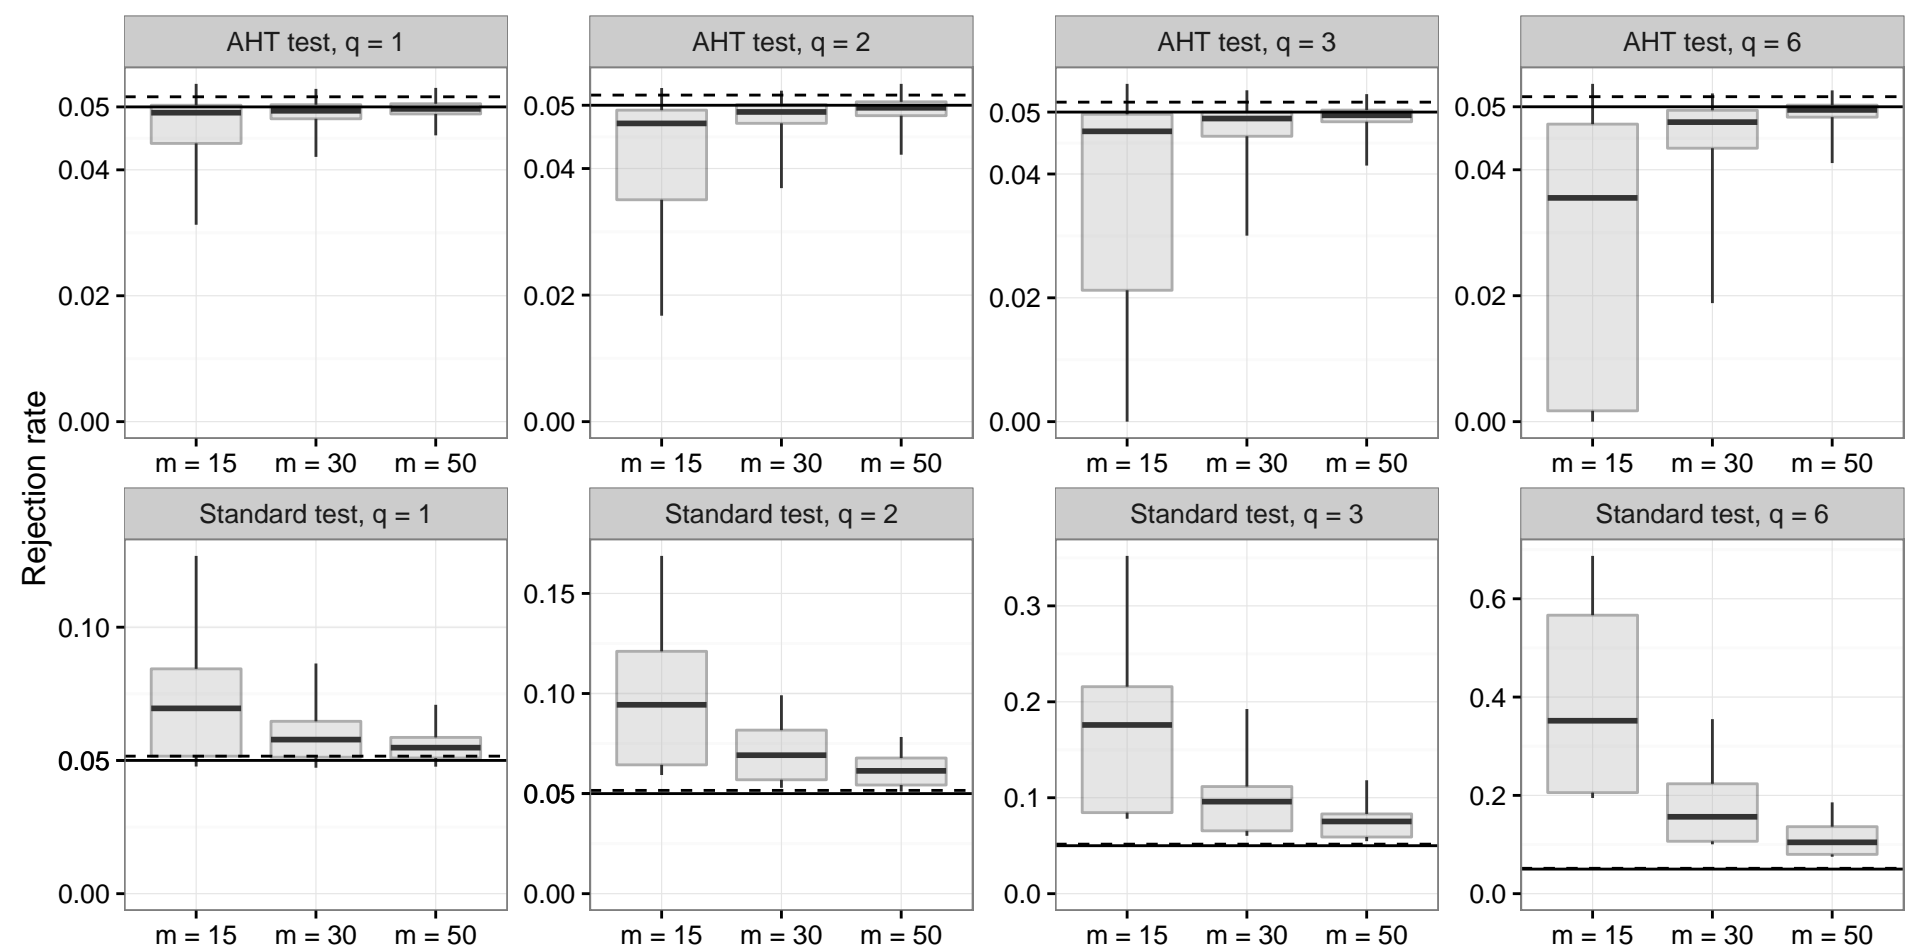 AHT test, q = 1
AHT test, q = 2
AHT test, q = 3
AHT test, q = 6
0.05
0.04
0.02
0.00
0.05
0.04
0.02
0.00
0.05
0.04
0.02
0.00
0.05
0.04
0.02
0.00
m = 15 m = 30 m = 50
m = 15 m = 30 m = 50
m = 15 m = 30 m = 50
m = 15 m = 30 m = 50
Rejection rate
Standard test, q = 1
Standard test, q = 2
Standard test, q = 3
Standard test, q = 6
0.10
0.05
0.00
0.15
0.10
0.05
0.00
0.3
0.2
0.1
0.0
0.6
0.4
0.2
0.0
m = 15 m = 30 m = 50
m = 15 m = 30 m = 50
m = 15 m = 30 m = 50
m = 15 m = 30 m = 50